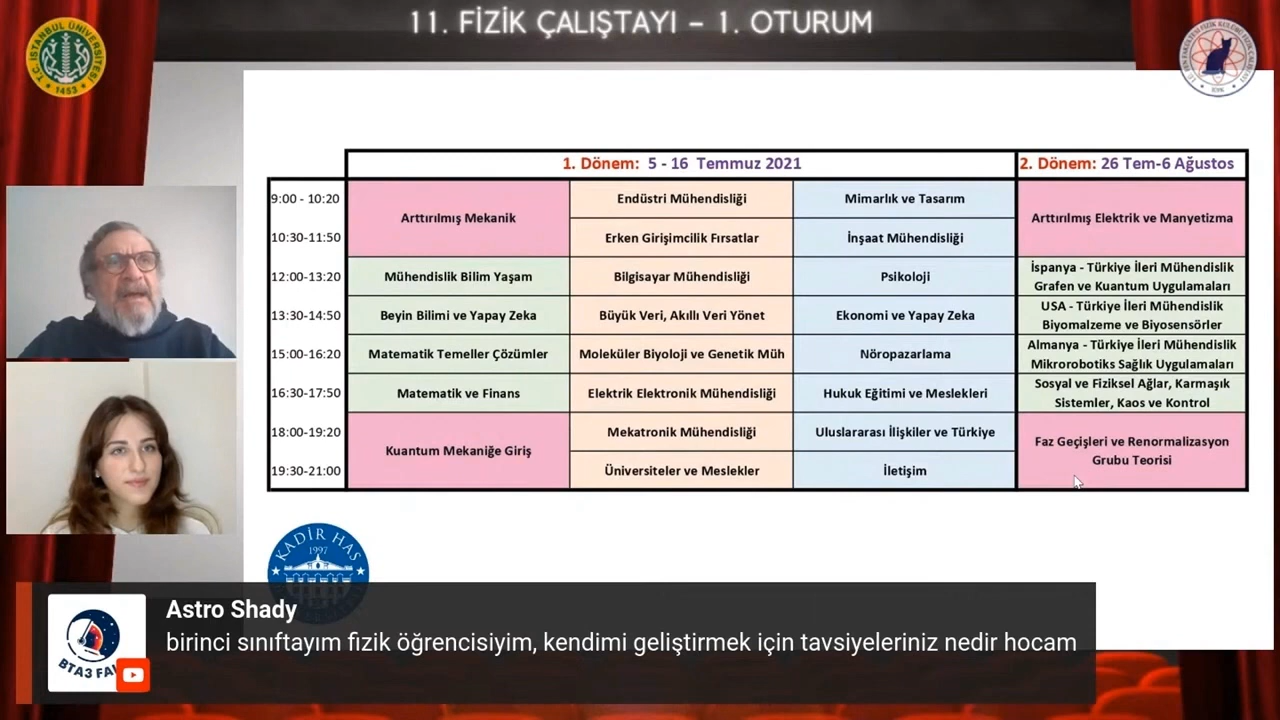 11. FİZİK ÇALIŞTAYI – 1. OTURUM
T.C. İSTANBUL ÜNİVERSİTESİ
1453
1. Dönem: 5 - 16 Temmuz 2021
2. Dönem: 26 Tem-6 Ağustos
9:00 - 10:20
Arttırılmış Mekanik
Endüstri Mühendisliği
Mimarlık ve Tasarım
Arttırılmış Elektrik ve Manyetizma
10:30-11:50
Erken Girişimcilik Fırsatlar
İnşaat Mühendisliği
12:00-13:20
Mühendislik Bilim Yaşam
Bilgisayar Mühendisliği
Psikoloji
İspanya - Türkiye İleri Mühendislik
Grafen ve Kuantum Uygulamaları
13:30-14:50
Beyin Bilimi ve Yapay Zeka
Büyük Veri, Akıllı Veri Yönet
Ekonomi ve Yapay Zeka
USA - Türkiye İleri Mühendislik
Biyomalzeme ve Biyosensörler
15:00-16:20
Matematik Temeller Çözümler
Moleküler Biyoloji ve Genetik Müh
Nöropazarlama
Almanya - Türkiye İleri Mühendislik
Mikrorobotiks Sağlık Uygulamaları
16:30-17:50
Matematik ve Finans
Elektrik Elektronik Mühendisliği
Hukuk Eğitimi ve Meslekleri
Sosyal ve Fiziksel Ağlar, Karmaşık
Sistemler, Kaos ve Kontrol
18:00-19:20
Kuantum Mekaniğe Giriş
Mekatronik Mühendisliği
Uluslararası İlişkiler ve Türkiye
Faz Geçişleri ve Renormalizasyon
Grubu Teorisi
19:30-21:00
Üniversiteler ve Meslekler
İletişim
KADİR HAS
1997
Astro Shady
birinci sınıftayım fizik öğrencisiyim, kendimi geliştirmek için tavsiyeleriniz nedir hocam